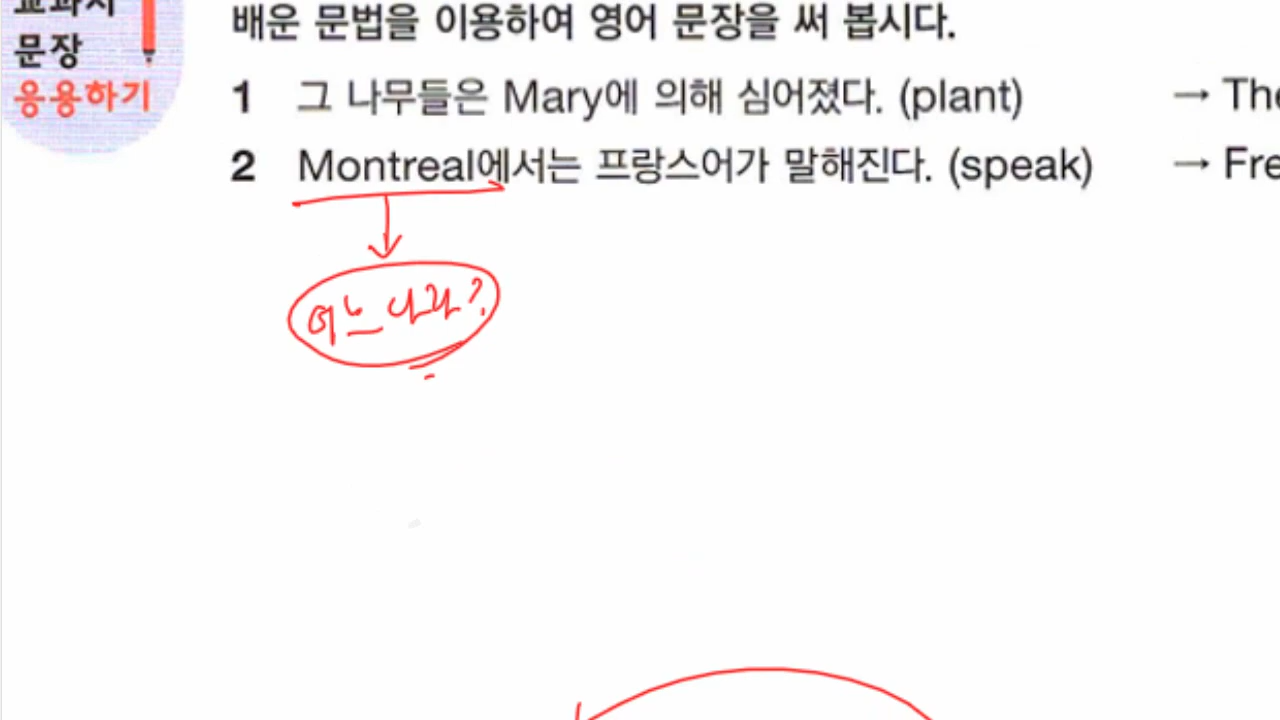 배운 문법을 이용하여 영어 문장을 써 봅시다.
교과서
문장
응용하기
1 그 나무들은 Mary에 의해 심어졌다. (plant) → The
2 Montreal에서는 프랑스어가 말해진다. (speak) → Fre
어느 나라?